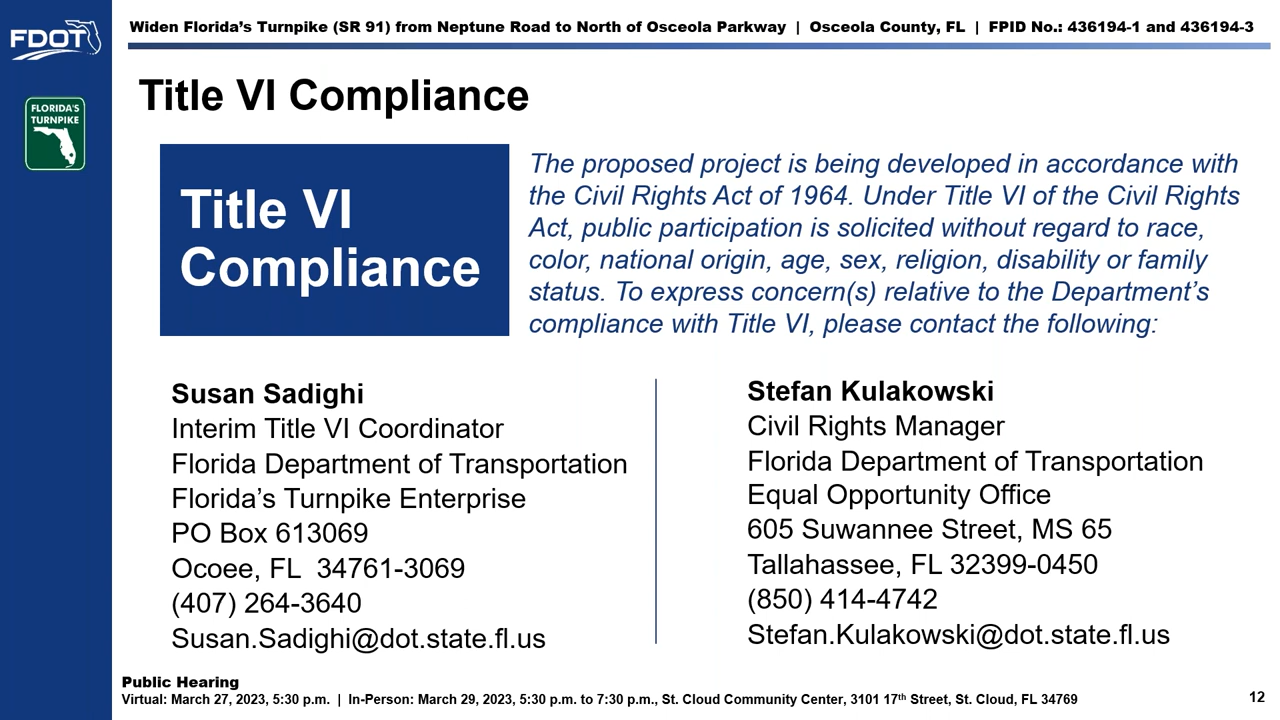 FDOT
Widen Florida’s Turnpike (SR 91) from Neptune Road to North of Osceola Parkway | Osceola County, FL | FPID No.: 436194-1 and 436194-3
FLORIDA'S
TURNPIKE
Title VI Compliance
Title VI
Compliance
The proposed project is being developed in accordance with
the Civil Rights Act of 1964. Under Title VI of the Civil Rights
Act, public participation is solicited without regard to race,
color, national origin, age, sex, religion, disability or family
status. To express concern(s) relative to the Department’s
compliance with Title VI, please contact the following:
Susan Sadighi
Interim Title VI Coordinator
Florida Department of Transportation
Florida’s Turnpike Enterprise
PO Box 613069
Ocoee, FL  34761-3069
(407) 264-3640
Susan.Sadighi@dot.state.fl.us
Stefan Kulakowski
Civil Rights Manager
Florida Department of Transportation
Equal Opportunity Office
605 Suwannee Street, MS 65
Tallahassee, FL 32399-0450
(850) 414-4742
Stefan.Kulakowski@dot.state.fl.us
Public Hearing
Virtual: March 27, 2023, 5:30 p.m. | In-Person: March 29, 2023, 5:30 p.m. to 7:30 p.m., St. Cloud Community Center, 3101 17th Street, St. Cloud, FL 34769
12